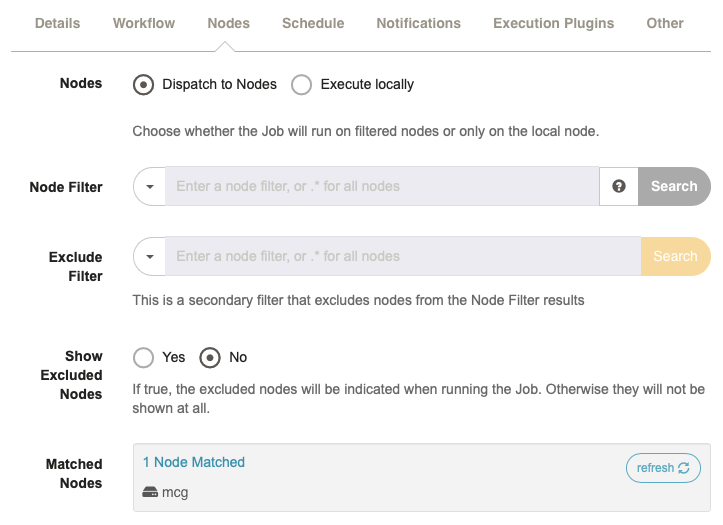 Details Workflow Nodes Schedule Notifications Execution Plugins Other
Nodes Dispatch to Nodes Execute locally
Choose whether the Job will run on filtered nodes or only on the local node.
Node Filter Enter a node filter, or .* for all nodes Search
Exclude Filter Enter a node filter, or .* for all nodes Search
This is a secondary filter that excludes nodes from the Node Filter results
Show Excluded Nodes Yes No
If true, the excluded nodes will be indicated when running the Job. Otherwise they will not be
shown at all.
Matched Nodes 1 Node Matched refresh
mcg